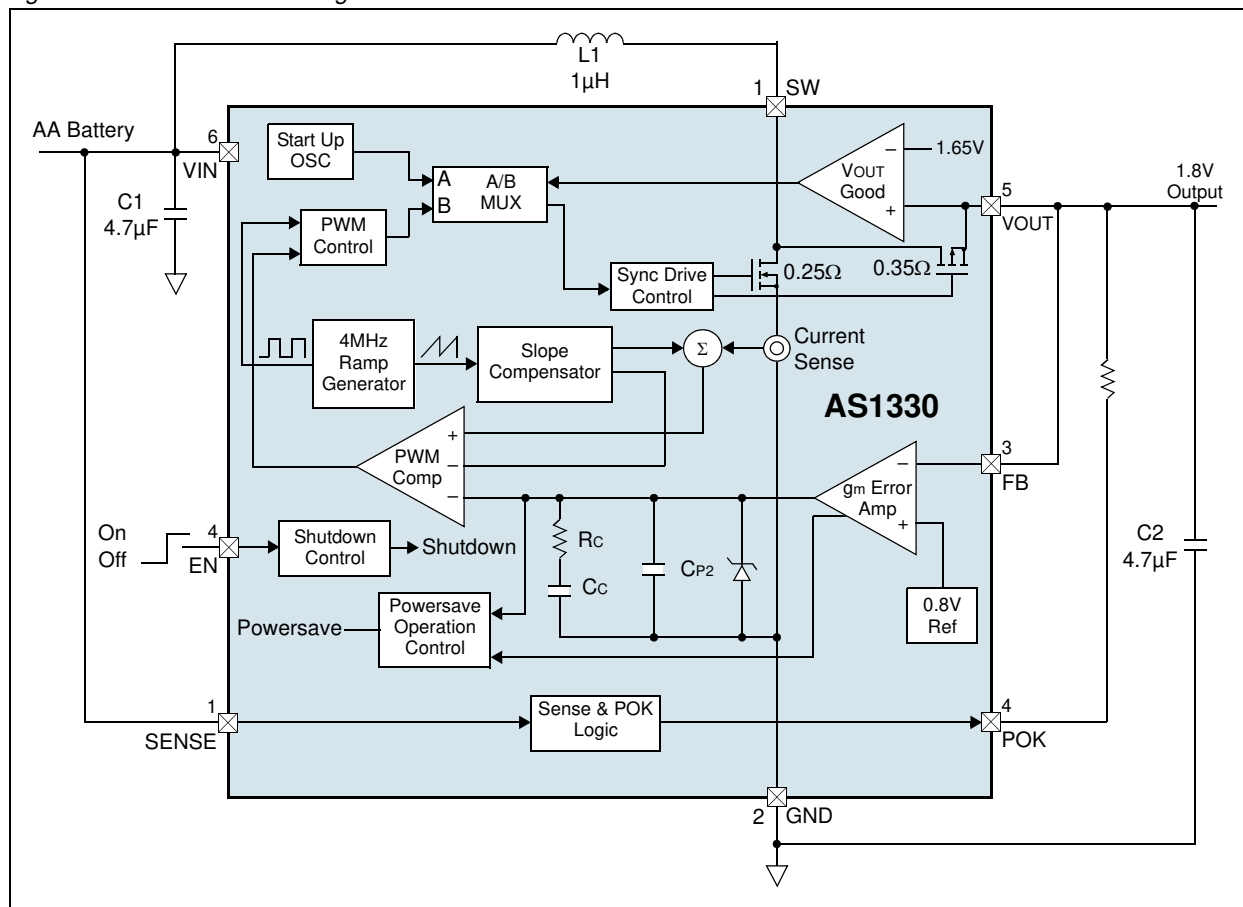 L1
1µH
1
SW
AA Battery
6
VIN
C1
4.7µF
Start Up
OSC
A
B
A/B
MUX
PWM
Control
VOUT
Good
−
+
1.65V
5
VOUT
1.8V
Output
Sync Drive
Control
0.25Ω
0.35Ω
4MHz
Ramp
Generator
Slope
Compensator
Σ
Current
Sense
AS1330
PWM
Comp
+
−
−
gm Error
Amp
−
+
3
FB
On
Off
4
EN
Shutdown
Control
Shutdown
RC
CC
CP2
C2
4.7µF
0.8V
Ref
Powersave
Powersave
Operation
Control
1
SENSE
Sense & POK
Logic
4
POK
2
GND